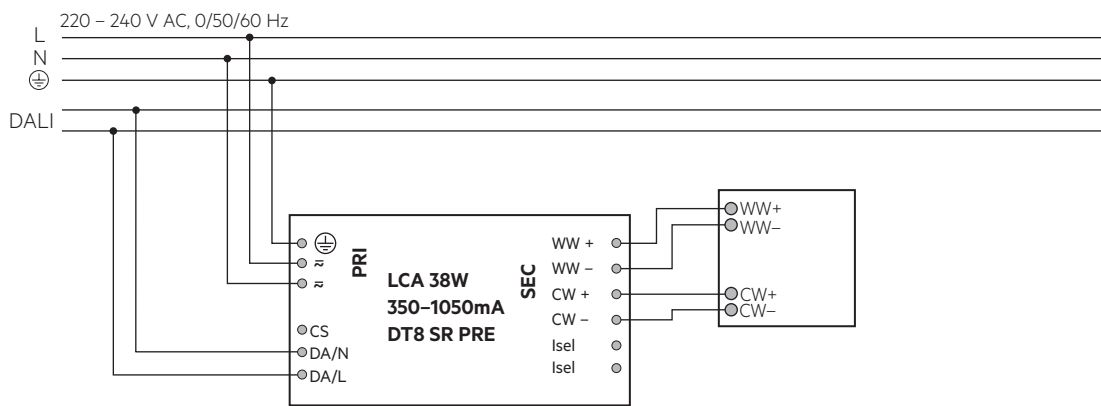 220 – 240 V AC, 0/50/60 Hz
L
N
DALI
PRI
SEC
LCA 38W
350–1050mA
DT8 SR PRE
≂
≂
CS
DA/N
DA/L
WW +
WW –
CW +
CW –
Isel
Isel
WW+
WW–
CW+
CW–